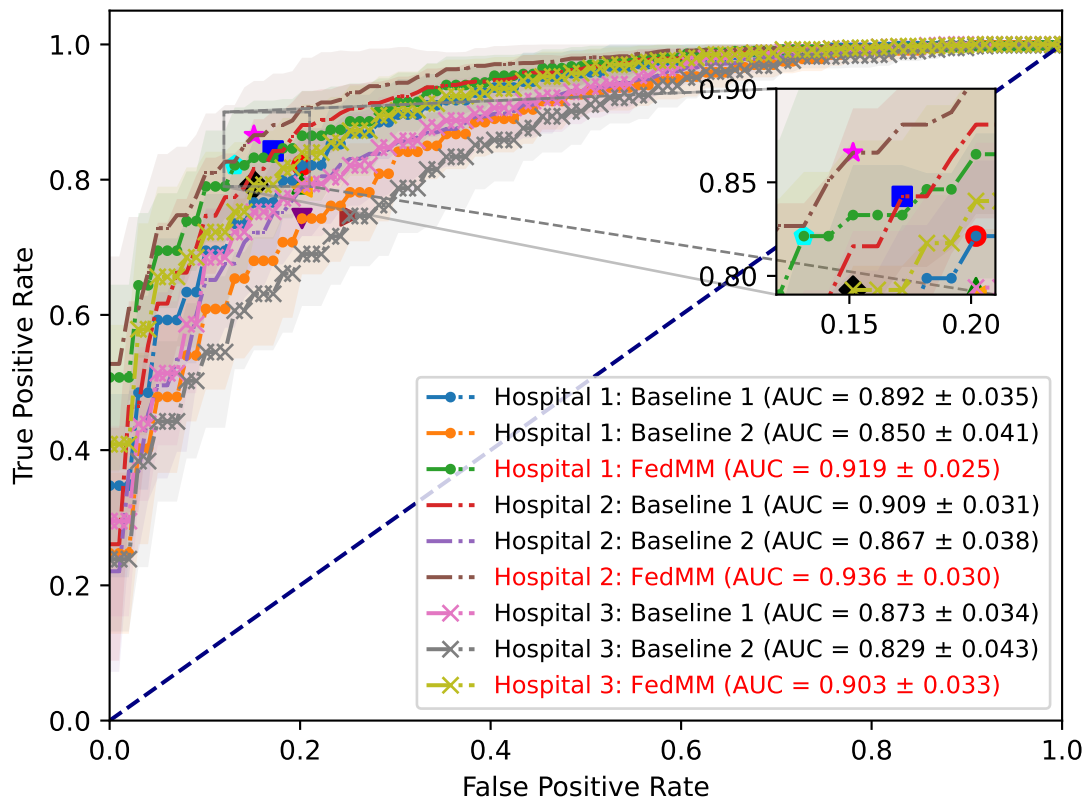 1.0
0.8
0.6
0.4
0.2
0.0
True Positive Rate
0.90
0.85
0.80
0.15 0.20
Hospital 1: Baseline 1 (AUC = 0.892 ± 0.035)
Hospital 1: Baseline 2 (AUC = 0.850 ± 0.041)
Hospital 1: FedMM (AUC = 0.919 ± 0.025)
Hospital 2: Baseline 1 (AUC = 0.909 ± 0.031)
Hospital 2: Baseline 2 (AUC = 0.867 ± 0.038)
Hospital 2: FedMM (AUC = 0.936 ± 0.030)
Hospital 3: Baseline 1 (AUC = 0.873 ± 0.034)
Hospital 3: Baseline 2 (AUC = 0.829 ± 0.043)
Hospital 3: FedMM (AUC = 0.903 ± 0.033)
0.0 0.2 0.4 0.6 0.8 1.0
False Positive Rate